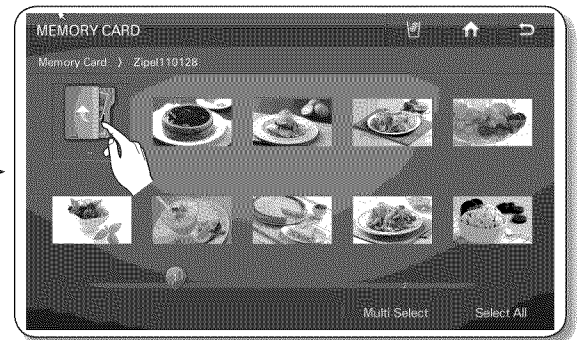 MEMORY CARD
Memory Card > Zipel110128
Multi Select Select All